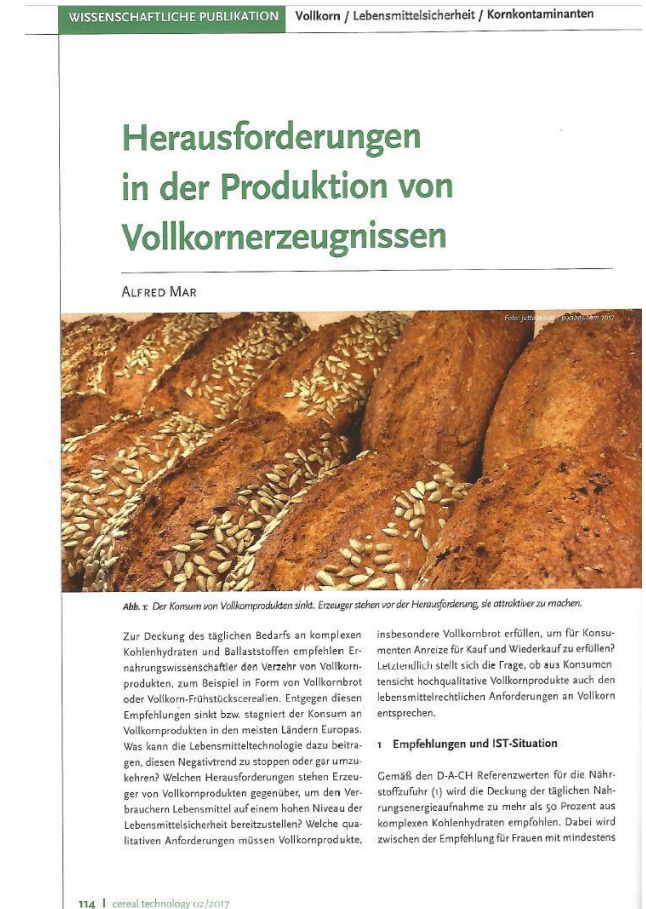 WISSENSCHAFTLICHE PUBLIKATION Vollkorn / Lebensmittelsicherheit / Kornkontaminanten
Herausforderungen
in der Produktion von
Vollkornerzeugnissen
ALFRED MAR
Foto: 2017
Abb. 1: Der Konsum von Vollkornprodukten sinkt. Erzeuger stehen vor der Herausforderung, sie attraktiver zu machen.
Zur Deckung des täglichen Bedarfs an komplexen
Kohlenhydraten und Ballaststoffen empfehlen Er-
nahrungswissenschaftler den Verzehr von Vollkorn-
produkten, zum Beispiel in Form von Vollkornbrot
oder Vollkorn-Frühstückscerealien. Entgegen diesen
Empfehlungen sinkt bzw. stagniert der Konsum an
Vollkornprodukten in den meisten Ländern Europas.
Was kann die Lebensmitteltechnologie dazu beitra-
gen, diesen Negativtrend zu stoppen oder gar umzu-
kehren? Welchen Herausforderungen stehen Erzeu-
ger von Vollkornprodukten gegenüber, um den Ver-
brauchern Lebensmittel auf einem hohen Niveau der
Lebensmittelsicherheit bereitzustellen? Welche qua-
litativen Anforderungen müssen Vollkornprodukte,
insbesondere Vollkornbrot erfüllen, um für Konsu-
menten Anreize für Kauf und Wiederkauf zu erfüllen?
Letztendlich stellt sich die Frage, ob aus Konsumen
tensicht hochqualitative Vollkornprodukte auch den
lebensmittelrechtlichen Anforderungen an Vollkorn
entsprechen.
1 Empfehlungen und IST-Situation
Gemäß den D-A-CH Referenzwerten für die Nähr-
stoffzufuhr (1) wird die Deckung der täglichen Nah-
rungsenergieaufnahme zu mehr als 50 Prozent aus
komplexen Kohlenhydraten empfohlen. Dabei wird
zwischen der Empfehlung für Frauen mit mindestens
114 | cereal technology 02/2017